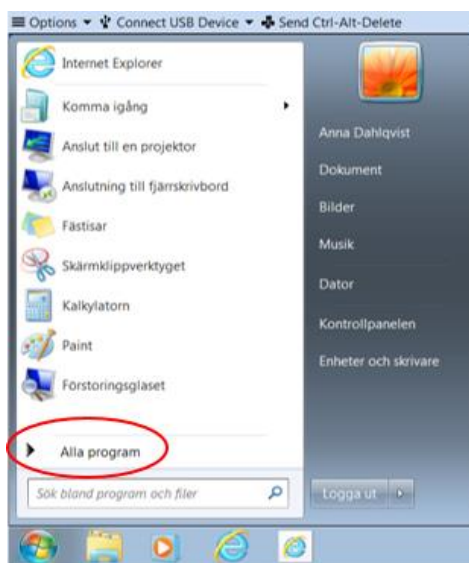 Options Connect USB Device Send Ctrl-Alt-Delete
Internet Explorer
Komma igång
Anslut till en projektor
Anslutning till fjärrskrivbord
Fästisar
Skärmklippverktyget
Kalkylatorn
Paint
Förstoringsglaset
Alla program
Sök bland program och filer
Anna Dahlqvist
Dokument
Bilder
Musik
Dator
Kontrollpanelen
Enheter och skrivare
Logga ut